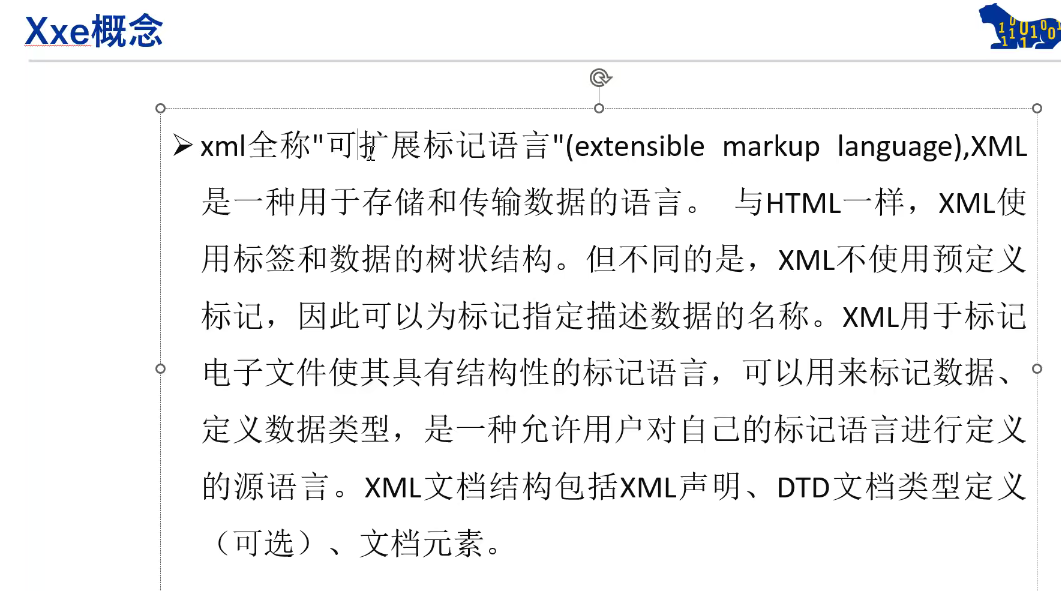 Xxe概念
➢ xml全称"可扩展标记语言"(extensible markup language),XML
是一种用于存储和传输数据的语言。 与HTML一样，XML使
用标签和数据的树状结构。但不同的是，XML不使用预定义
标记，因此可以为标记指定描述数据的名称。XML用于标记
电子文件使其具有结构性的标记语言，可以用来标记数据、
定义数据类型，是一种允许用户对自己的标记语言进行定义
的源语言。XML文档结构包括XML声明、DTD文档类型定义
（可选）、文档元素。